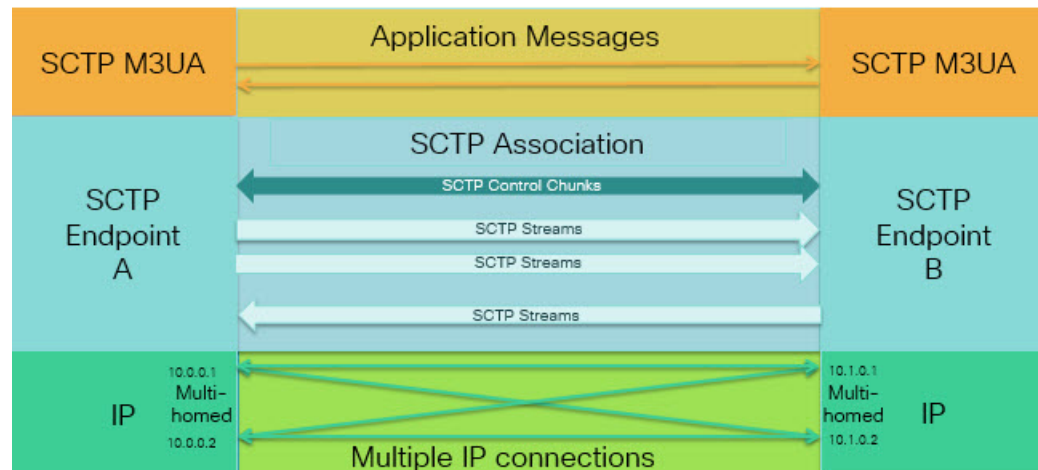 SCTP M3UA
Application Messages
SCTP M3UA
SCTP Association
SCTP Control Chunks
SCTP
Endpoint
A
SCTP Streams
SCTP Streams
SCTP Streams
SCTP
Endpoint
B
10.0.0.1
Multi-
homed
10.0.0.2
IP
Multiple IP connections
10.1.0.1
Multi-
homed
10.1.0.2
IP